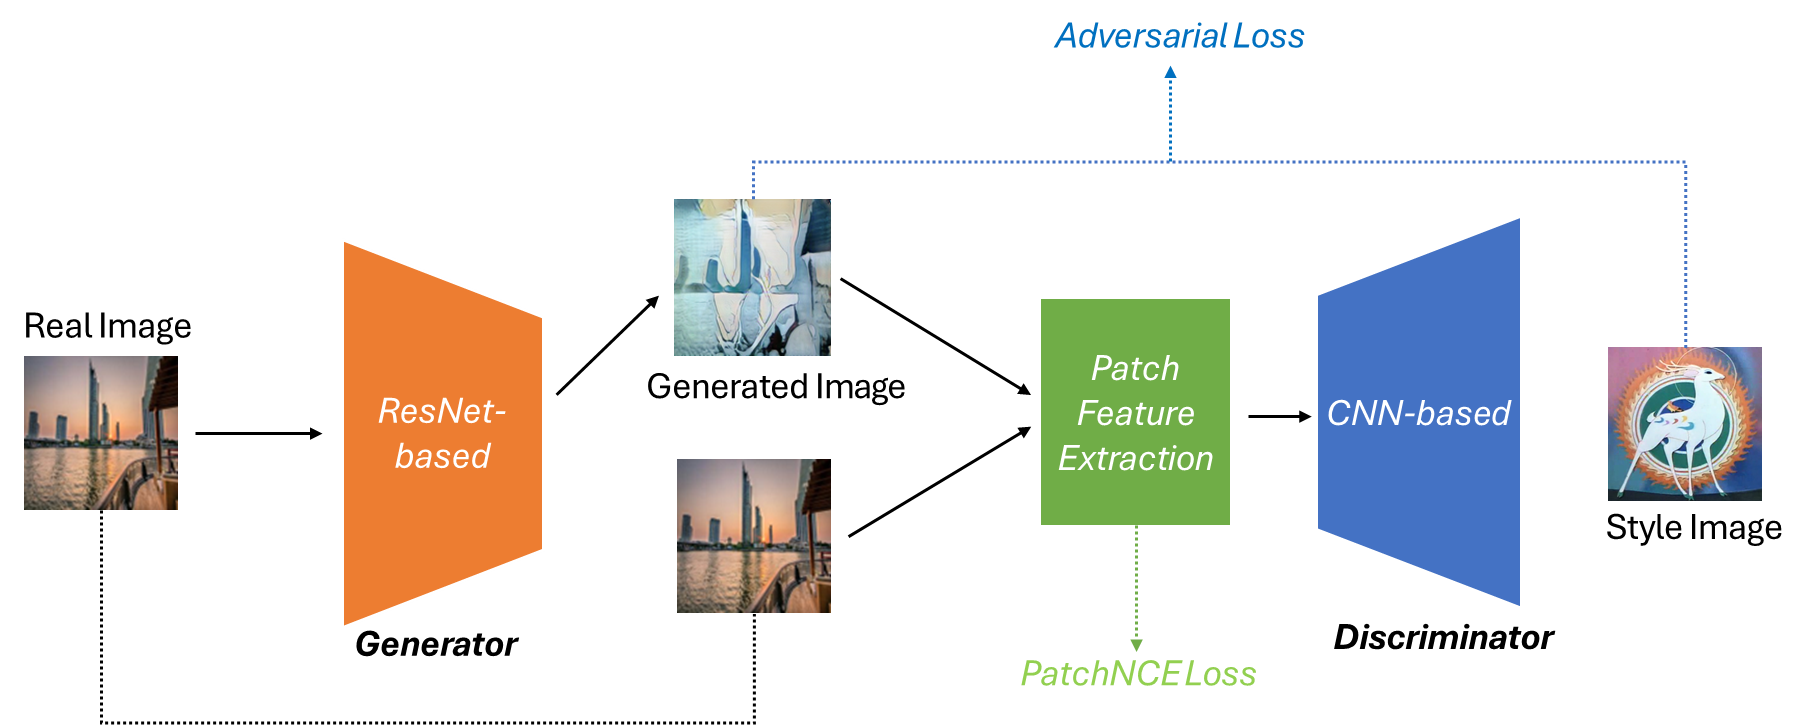 Adversarial Loss
Real Image
ResNet-
based
Generator
Generated Image
Patch
Feature
Extraction
PatchNCE Loss
CNN-based
Discriminator
Style Image